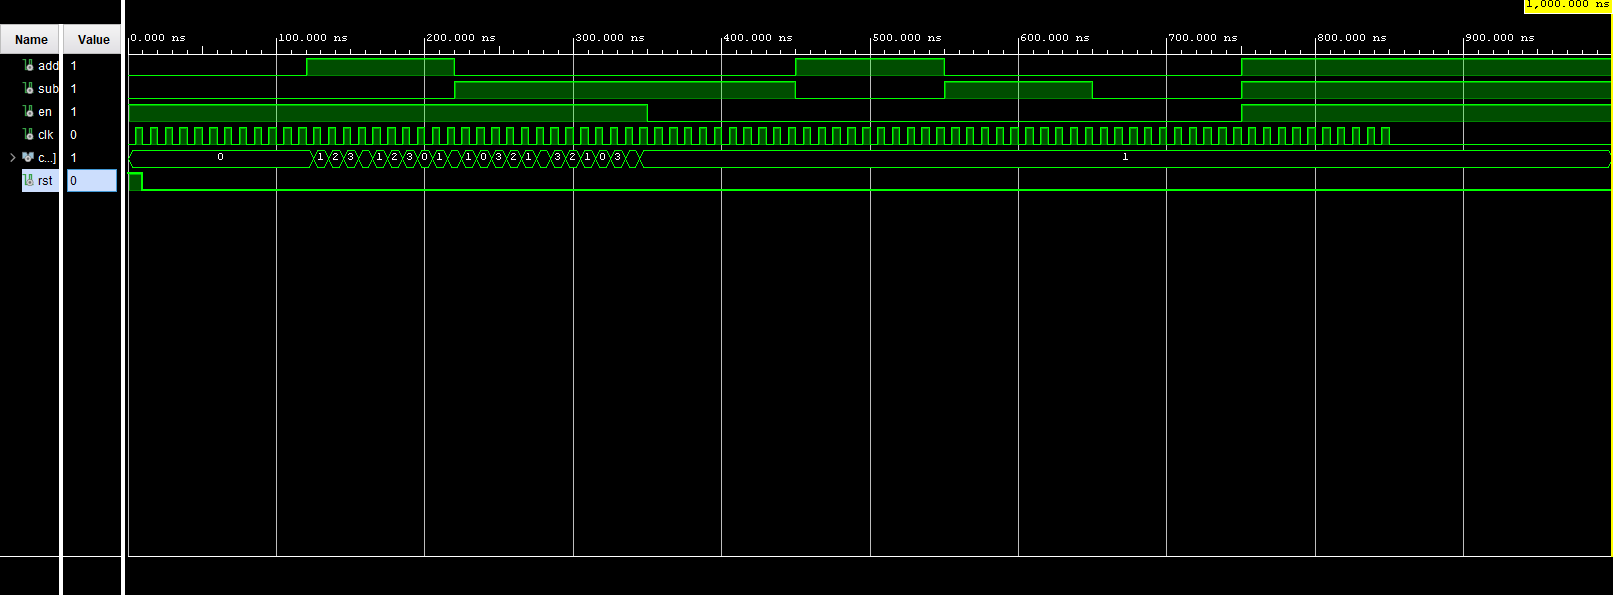 1,000.000 ns
Name Value 0.000 ns 100.000 ns 200.000 ns 300.000 ns 400.000 ns 500.000 ns 600.000 ns 700.000 ns 800.000 ns 900.000 ns
add 1
sub 1
en 1
clk 0
c...] 1 0 1 2 3 1 2 3 0 1 1 0 3 2 1 3 2 1 0 3 1
rst 0